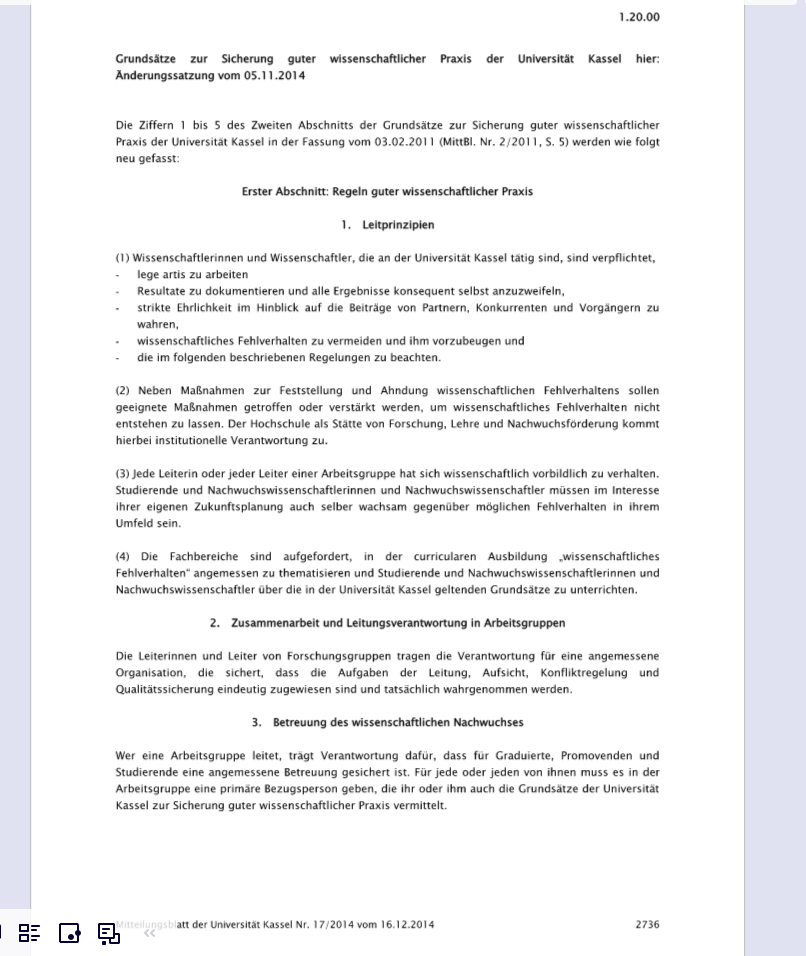 1.20.00
Grundsätze zur Sicherung guter wissenschaftlicher Praxis der Universität Kassel hier:
Änderungssatzung vom 05.11.2014
Die Ziffern 1 bis 5 des Zweiten Abschnitts der Grundsätze zur Sicherung guter wissenschaftlicher
Praxis der Universität Kassel in der Fassung vom 03.02.2011 (MittBl. Nr. 2/2011, S. 5) werden wie folgt
neu gefasst:
Erster Abschnitt: Regeln guter wissenschaftlicher Praxis
1. Leitprinzipien
(1) Wissenschaftlerinnen und Wissenschaftler, die an der Universität Kassel tätig sind, sind verpflichtet,
- lege artis zu arbeiten
- Resultate zu dokumentieren und alle Ergebnisse konsequent selbst anzuzweifeln,
- strikte Ehrlichkeit im Hinblick auf die Beiträge von Partnern, Konkurrenten und Vorgängern zu
wahren,
- wissenschaftliches Fehlverhalten zu vermeiden und ihm vorzubeugen und
- die im folgenden beschriebenen Regelungen zu beachten.
(2) Neben Maßnahmen zur Feststellung und Ahndung wissenschaftlichen Fehlverhaltens sollen
geeignete Maßnahmen getroffen oder verstärkt werden, um wissenschaftliches Fehlverhalten nicht
entstehen zu lassen. Der Hochschule als Stätte von Forschung, Lehre und Nachwuchsförderung kommt
hierbei institutionelle Verantwortung zu.
(3) Jede Leiterin oder jeder Leiter einer Arbeitsgruppe hat sich wissenschaftlich vorbildlich zu verhalten.
Studierende und Nachwuchswissenschaftlerinnen und Nachwuchswissenschaftler müssen im Interesse
ihrer eigenen Zukunftsplanung auch selber wachsam gegenüber möglichen Fehlverhalten in ihrem
Umfeld sein.
(4) Die Fachbereiche sind aufgefordert, in der curricularen Ausbildung „wissenschaftliches
Fehlverhalten“ angemessen zu thematisieren und Studierende und Nachwuchswissenschaftlerinnen und
Nachwuchswissenschaftler über die in der Universität Kassel geltenden Grundsätze zu unterrichten.
2. Zusammenarbeit und Leitungsverantwortung in Arbeitsgruppen
Die Leiterinnen und Leiter von Forschungsgruppen tragen die Verantwortung für eine angemessene
Organisation, die sichert, dass die Aufgaben der Leitung, Aufsicht, Konfliktregelung und
Qualitätssicherung eindeutig zugewiesen sind und tatsächlich wahrgenommen werden.
3. Betreuung des wissenschaftlichen Nachwuchses
Wer eine Arbeitsgruppe leitet, trägt Verantwortung dafür, dass für Graduierte, Promovenden und
Studierende eine angemessene Betreuung gesichert ist. Für jede oder jeden von ihnen muss es in der
Arbeitsgruppe eine primäre Bezugsperson geben, die ihr oder ihm auch die Grundsätze der Universität
Kassel zur Sicherung guter wissenschaftlicher Praxis vermittelt.
Mitteilungsblatt der Universität Kassel Nr. 17/2014 vom 16.12.2014 2736